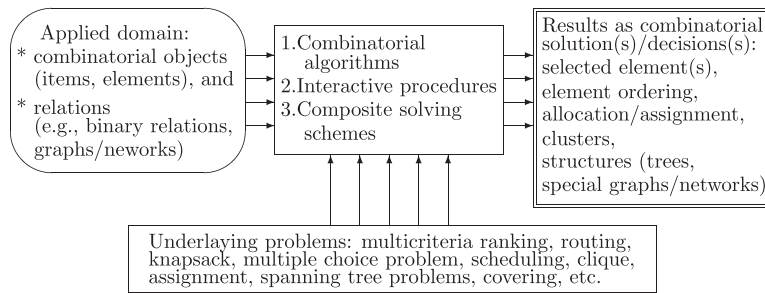 Applied domain:
* combinatorial objects
(items, elements), and
* relations
(e.g., binary relations,
graphs/neworks)
1.Combinatorial
algorithms
2.Interactive procedures
3.Composite solving
schemes
Results as combinatorial
solution(s)/decisions(s):
selected element(s),
element ordering,
allocation/assignment,
clusters,
structures (trees,
special graphs/networks)
Underlaying problems: multicriteria ranking, routing,
knapsack, multiple choice problem, scheduling, clique,
assignment, spanning tree problems, covering, etc.